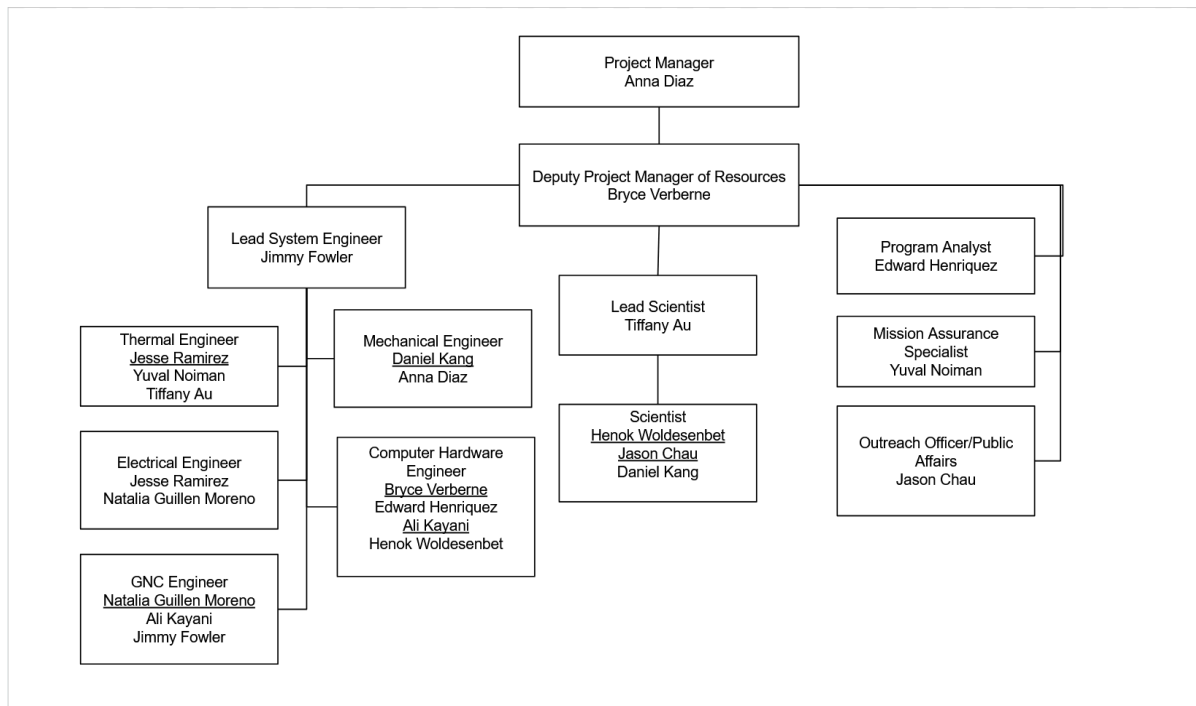 Project Manager
Anna Diaz
Deputy Project Manager of Resources
Bryce Verberne
Lead System Engineer
Jimmy Fowler
Thermal Engineer
Jesse Ramirez
Yuval Noiman
Tiffany Au
Mechanical Engineer
Daniel Kang
Anna Diaz
Electrical Engineer
Jesse Ramirez
Natalia Guillen Moreno
Computer Hardware
Engineer
Bryce Verberne
Edward Henriquez
Ali Kayani
Henok Woldesenbet
GNC Engineer
Natalia Guillen Moreno
Ali Kayani
Jimmy Fowler
Lead Scientist
Tiffany Au
Scientist
Henok Woldesenbet
Jason Chau
Daniel Kang
Program Analyst
Edward Henriquez
Mission Assurance
Specialist
Yuval Noiman
Outreach Officer/Public
Affairs
Jason Chau